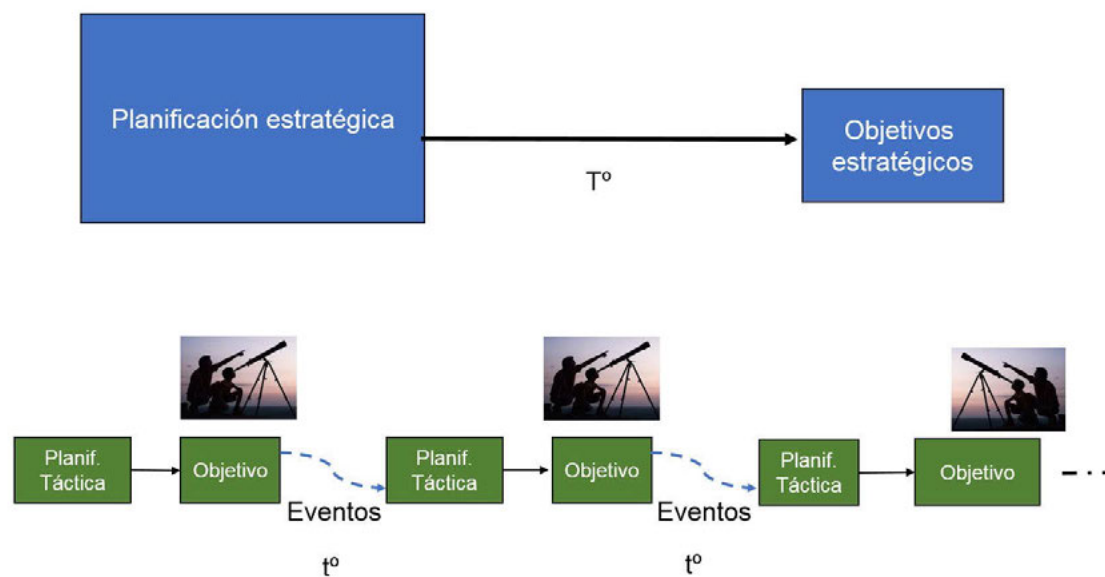 Planificación estratégica
Objetivos
estratégicos
Tº
Planif.
Táctica
Objetivo
Eventos
tº
Planif.
Táctica
Objetivo
Eventos
tº
Planif.
Táctica
Objetivo